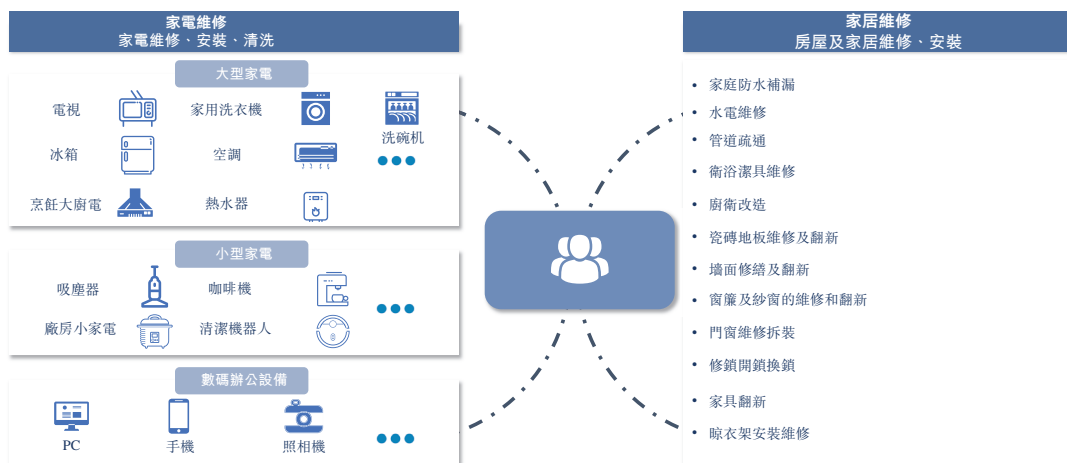 家電維修
家電維修、安裝、清洗
大型家電
電視
家用洗衣機
洗碗机
冰箱
空調
烹飪大廚電
熱水器
小型家電
吸塵器
咖啡機
廠房小家電
清潔機器人
數碼辦公設備
PC
手機
照相機
家居維修
房屋及家居維修、安裝
• 家庭防水補漏
• 水電維修
• 管道疏通
• 衛浴潔具維修
• 廚衛改造
• 瓷磚地板維修及翻新
• 墻面修繕及翻新
• 窗簾及紗窗的維修和翻新
• 門窗維修拆裝
• 修鎖開鎖換鎖
• 家具翻新
• 晾衣架安裝維修